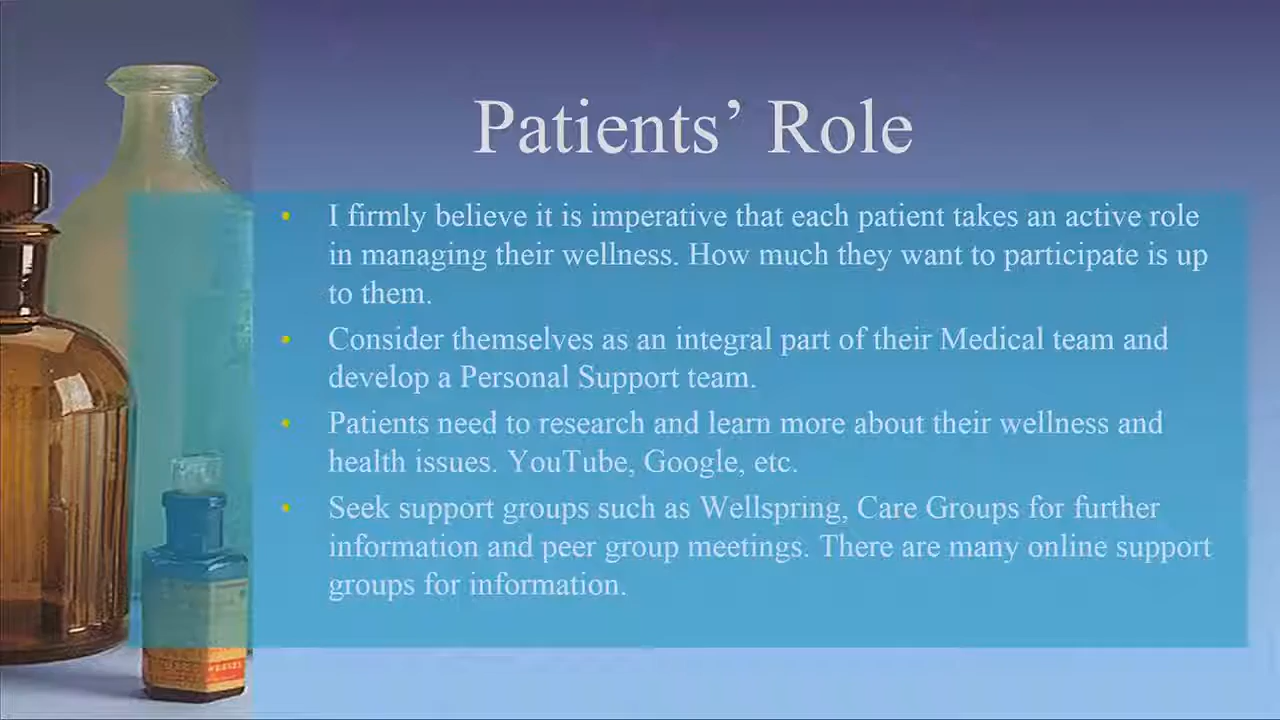 Patients’ Role
• I firmly believe it is imperative that each patient takes an active role
in managing their wellness. How much they want to participate is up
to them.
• Consider themselves as an integral part of their Medical team and
develop a Personal Support team.
• Patients need to research and learn more about their wellness and
health issues. YouTube, Google, etc.
• Seek support groups such as Wellspring, Care Groups for further
information and peer group meetings. There are many online support
groups for information.